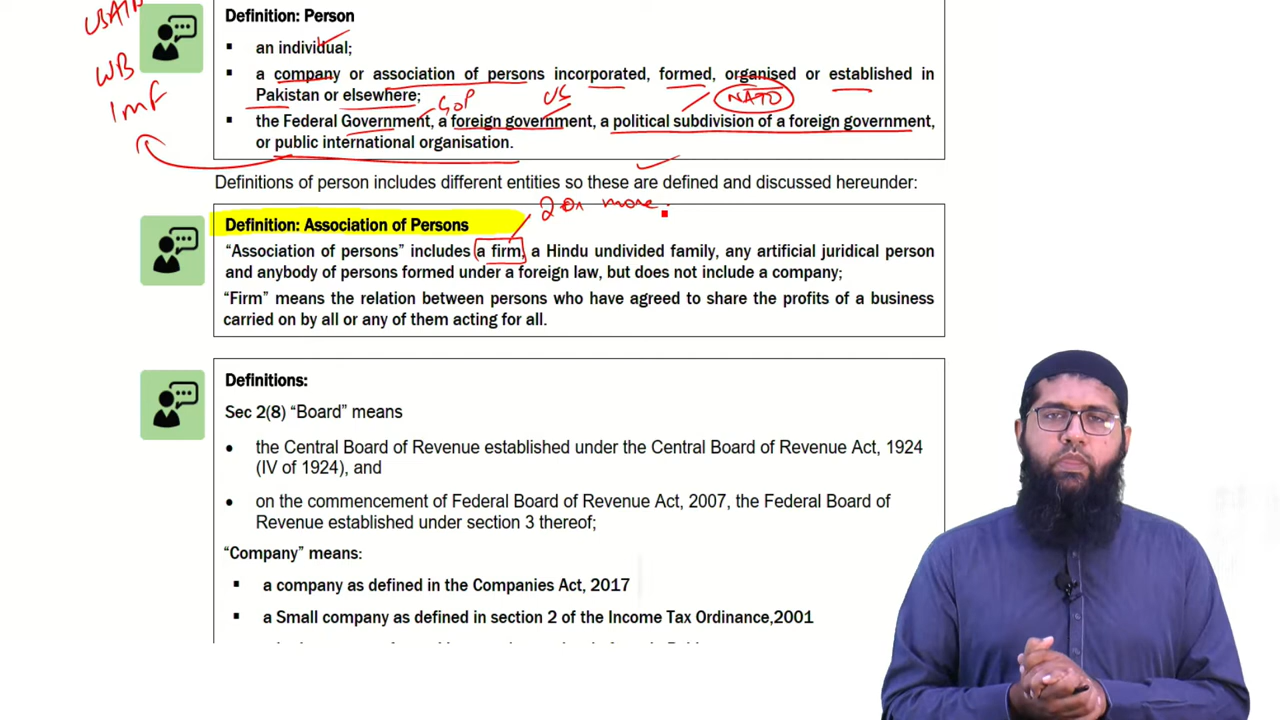 USAID
Definition: Person
▪ an individual;
WB
▪ a company or association of persons incorporated, formed, organised or established in
Pakistan or elsewhere;
GoP
US
NATO
IMF
▪ the Federal Government, a foreign government, a political subdivision of a foreign government,
or public international organisation.
Definitions of person includes different entities so these are defined and discussed hereunder:
2 or more
Definition: Association of Persons
“Association of persons” includes a firm, a Hindu undivided family, any artificial juridical person
and anybody of persons formed under a foreign law, but does not include a company;
“Firm” means the relation between persons who have agreed to share the profits of a business
carried on by all or any of them acting for all.
Definitions:
Sec 2(8) “Board” means
• the Central Board of Revenue established under the Central Board of Revenue Act, 1924
(IV of 1924), and
• on the commencement of Federal Board of Revenue Act, 2007, the Federal Board of
Revenue established under section 3 thereof;
“Company” means:
▪ a company as defined in the Companies Act, 2017
▪ a Small company as defined in section 2 of the Income Tax Ordinance,2001